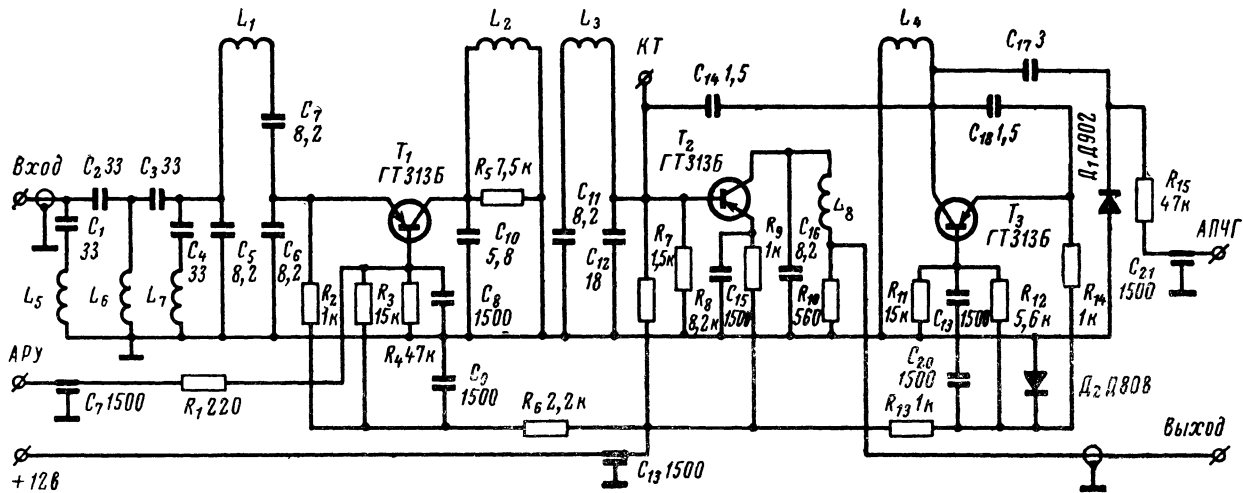 L₁
L₂
L₃
L₄
КТ
C₁₇ 3
C₁₄ 1,5
C₁₈ 1,5
C₇
8,2
Вход
C₂ 33
C₃ 33
T₁
ГТ313Б
R₅ 7,5к
T₂
ГТ313Б
Д₁ Д902
R₁₅
47к
АПЧГ
C₁
33
C₄
33
C₅
8,2
C₆
8,2
C₁₀
5,8
C₁₁
8,2
C₁₂
18
R₇
1,5к
R₉
1к
C₁₆
8,2
L₈
T₃
ГТ313Б
C₂₁
1500
L₅
L₆
L₇
R₂
1к
R₃
15к
C₈
1500
R₈
8,2к
C₁₅
1500
R₁₀
560
R₁₁
15к
C₁₃
1500
R₁₂
5,6к
R₁₄
1к
АРУ
R₄ 47к
C₉
1500
C₂₀
1500
Д₂ Д808
C₇ 1500
R₁ 220
R₆ 2,2к
R₁₃ 1к
Выход
+12в
C₁₃ 1500